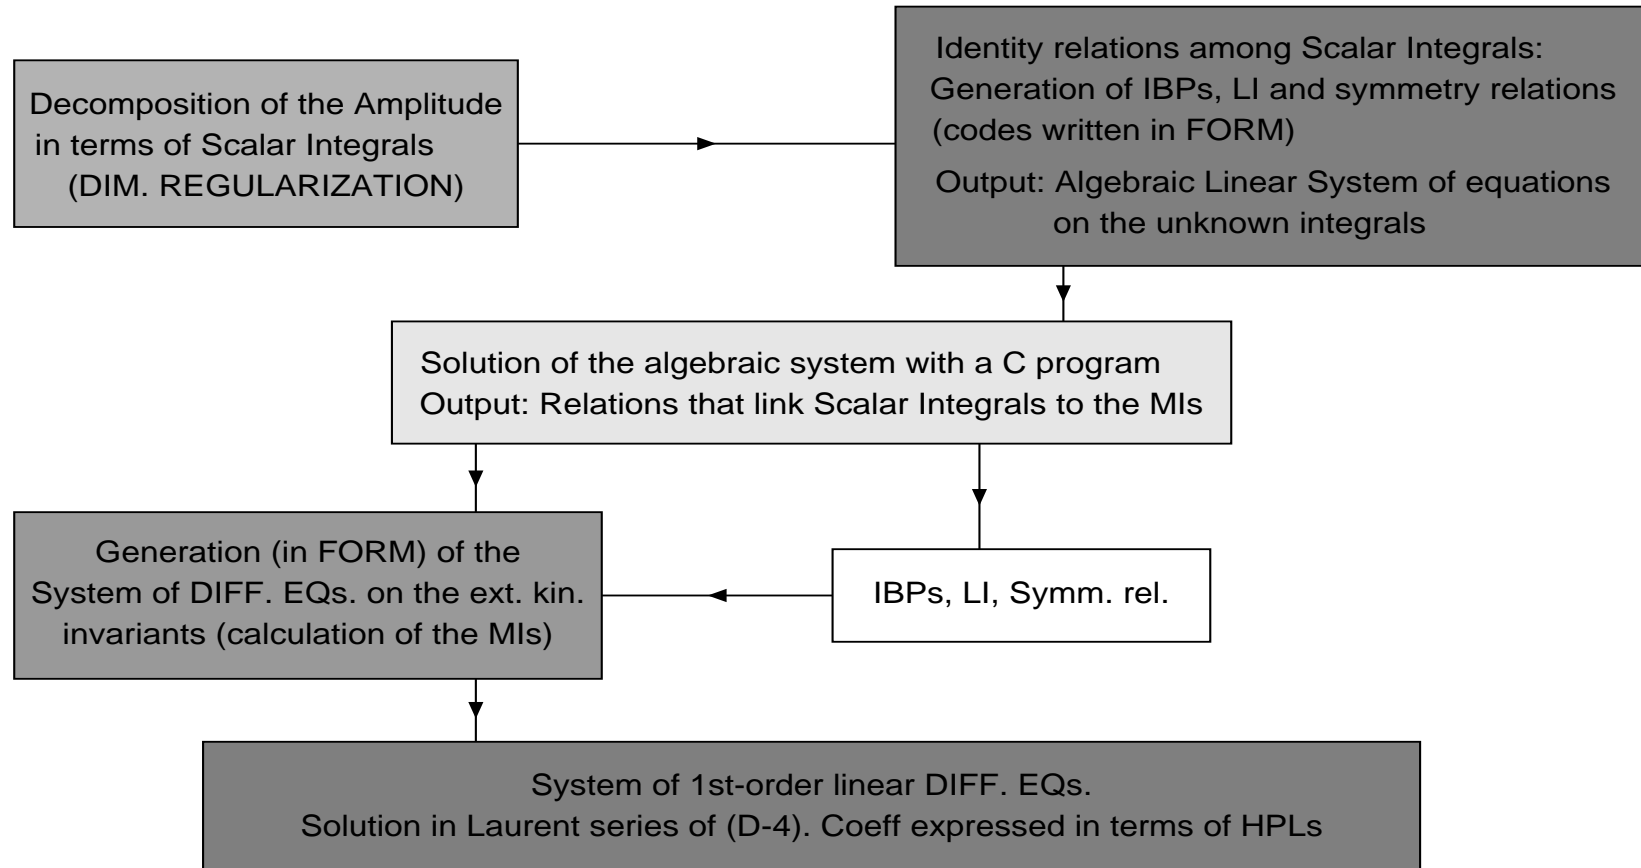 Decomposition of the Amplitude
in terms of Scalar Integrals
(DIM. REGULARIZATION)
Identity relations among Scalar Integrals:
Generation of IBPs, LI and symmetry relations
(codes written in FORM)
Output: Algebraic Linear System of equations
on the unknown integrals
Solution of the algebraic system with a C program
Output: Relations that link Scalar Integrals to the MIs
Generation (in FORM) of the
System of DIFF. EQs. on the ext. kin.
invariants (calculation of the MIs)
IBPs, LI, Symm. rel.
System of 1st-order linear DIFF. EQs.
Solution in Laurent series of (D-4). Coeff expressed in terms of HPLs